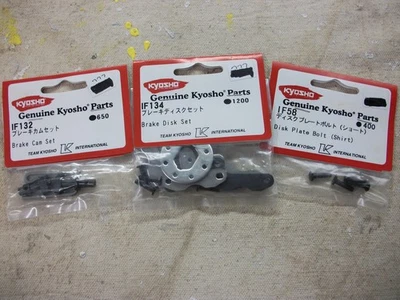 KYOSHO
Genuine Kyosho Parts
IF132
ブレーキカムセット
●650
Brake Cam Set
TEAM KYOSHO K INTERNATIONAL
KYOSHO
Genuine Kyosho Parts
IF134
ブレーキディスクセット
●1200
Brake Disk Set
TEAM KYOSHO K INTERNATIONAL
KYOSHO
Genuine Kyosho Parts
IF58
ディスクプレートボルト(ショート)
●400
Disk Plate Bolt (Shirt)
TEAM KYOSHO K INTERNATIONAL